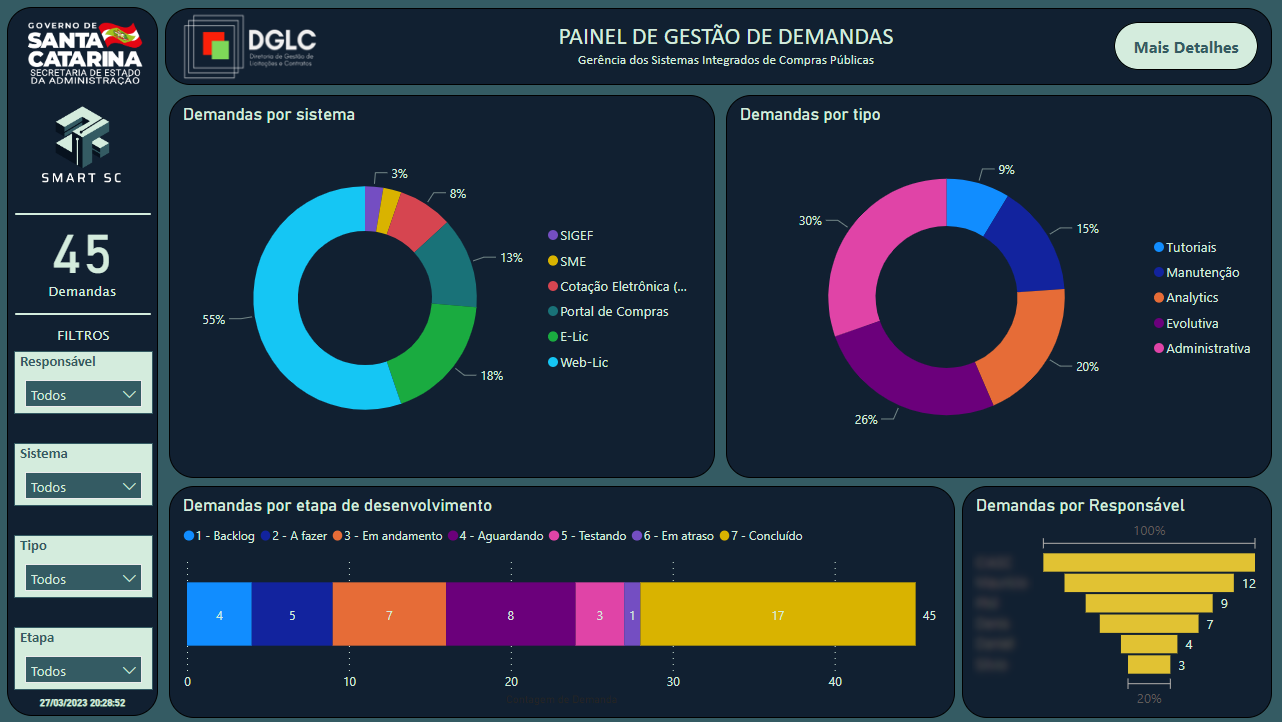 GOVERNO DE
SANTA
CATARINA
SECRETARIA DE ESTADO
DA ADMINISTRAÇÃO
SMART SC
45
Demandas
FILTROS
Responsável
Todos
Sistema
Todos
Tipo
Todos
Etapa
Todos
27/03/2023 20:28:52
DGLC
Diretoria de Gestão de
Licitações e Contratos
PAINEL DE GESTÃO DE DEMANDAS
Gerência dos Sistemas Integrados de Compras Públicas
Mais Detalhes
Demandas por sistema
3%
8%
13%
18%
55%
SIGEF
SME
Cotação Eletrônica (...
Portal de Compras
E-Lic
Web-Lic
Demandas por tipo
9%
15%
20%
26%
30%
Tutoriais
Manutenção
Analytics
Evolutiva
Administrativa
Demandas por etapa de desenvolvimento
1 - Backlog 2 - A fazer 3 - Em andamento 4 - Aguardando 5 - Testando 6 - Em atraso 7 - Concluído
4 5 7 8 3 1 17 45
0 10 20 30 40
Demandas por Responsável
100%
12
9
7
4
3
20%